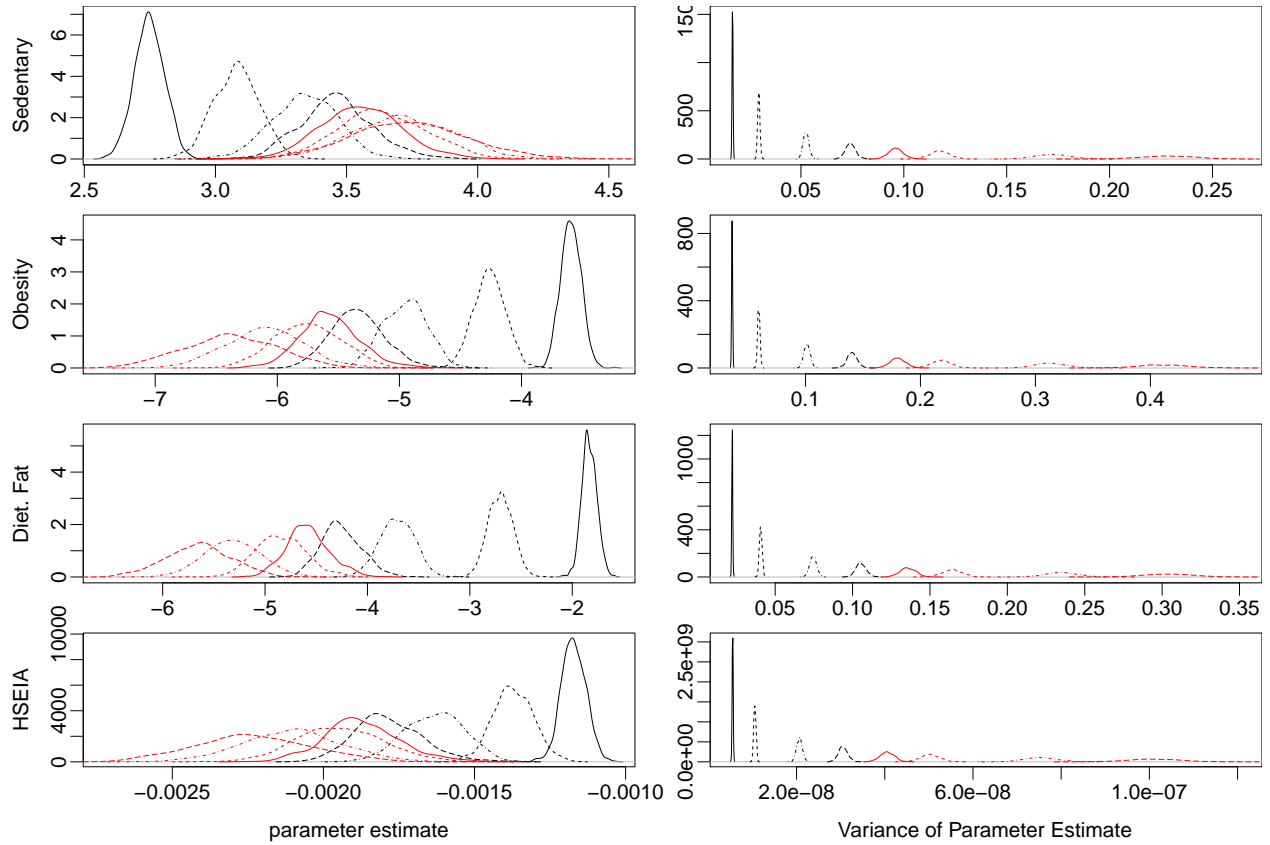 Sedentary
0 2 4 6
2.5 3.0 3.5 4.0 4.5
0 500
0.05 0.10 0.15 0.20 0.25
Obesity
0 1 2 3 4
−7 −6 −5 −4
0 400 800
0.1 0.2 0.3 0.4
Diet. Fat
0 2 4
−6 −5 −4 −3 −2
0 400 1000
0.05 0.10 0.15 0.20 0.25 0.30 0.35
HSEIA
0 4000 10000
−0.0025 −0.0020 −0.0015 −0.0010
parameter estimate
0.0e+00 2.5e+09
2.0e−08 6.0e−08 1.0e−07
Variance of Parameter Estimate